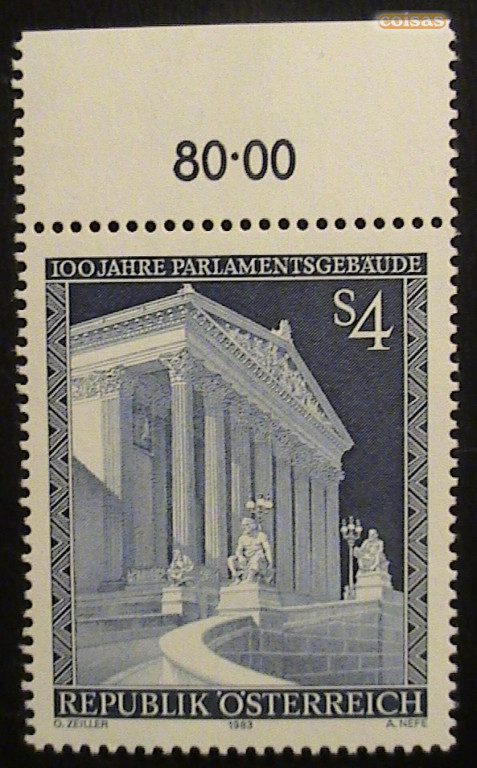 coisas
80·00
100 JAHRE PARLAMENTSGEBÄUDE
S4
REPUBLIK ÖSTERREICH
O. ZEILLER 1983 A. NEFE